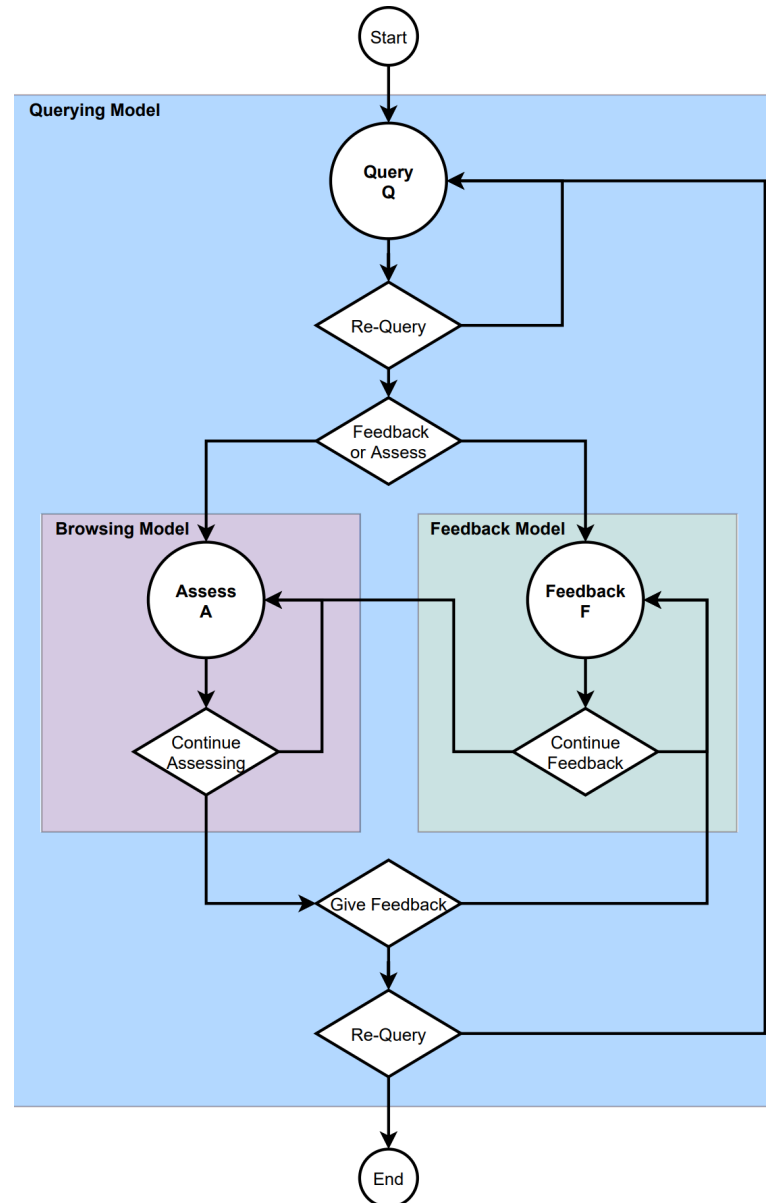 Start
Querying Model
Query
Q
Re-Query
Feedback
or Assess
Browsing Model
Feedback Model
Assess
A
Feedback
F
Continue
Assessing
Continue
Feedback
Give Feedback
Re-Query
End